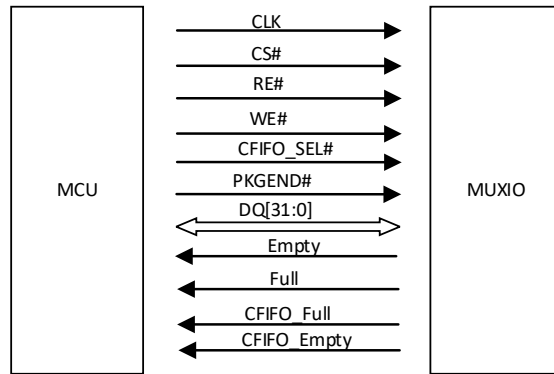 CLK
CS#
RE#
WE#
CFIFO_SEL#
PKGEND#
MCU
MUXIO
DQ[31:0]
Empty
Full
CFIFO_Full
CFIFO_Empty